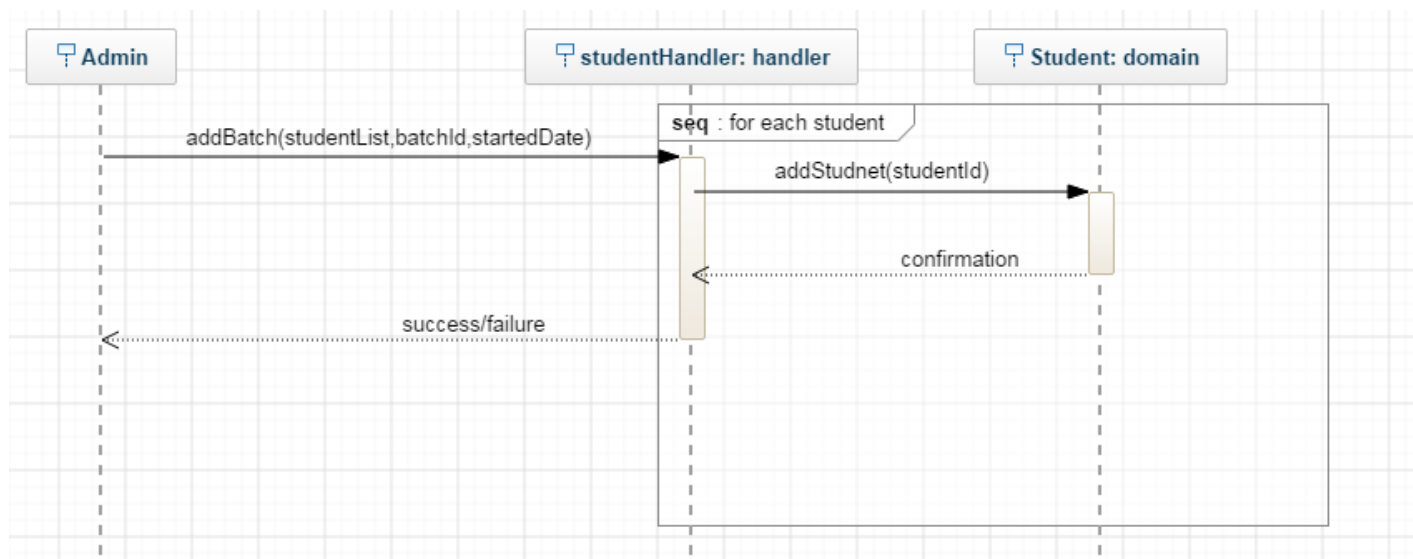 Admin
studentHandler: handler
Student: domain
seq : for each student
addBatch(studentList,batchId,startedDate)
addStudnet(studentId)
confirmation
success/failure